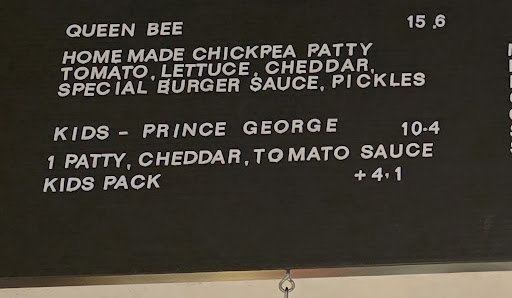 QUEEN BEE 15.6
HOME MADE CHICKPEA PATTY
TOMATO, LETTUCE, CHEDDAR,
SPECIAL BURGER SAUCE, PICKLES
KIDS - PRINCE GEORGE 10-4
1 PATTY, CHEDDAR, TOMATO SAUCE
KIDS PACK +4.1